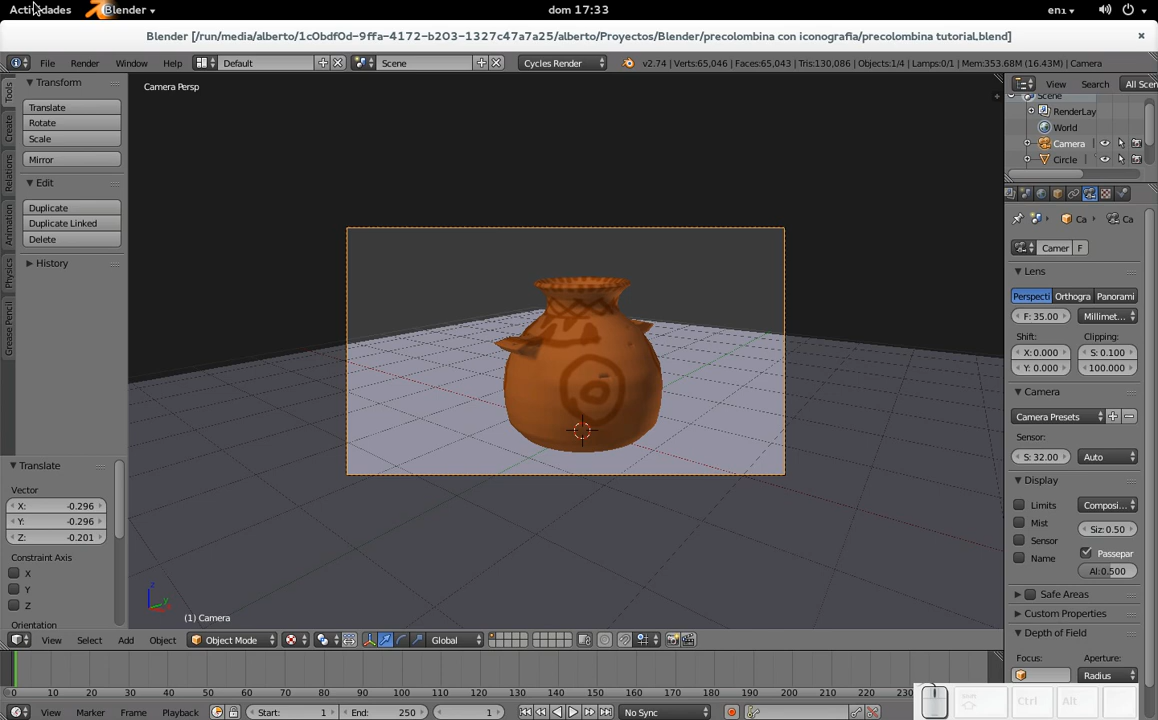 Actividades Blender dom 17:33 en1
Blender [/run/media/alberto/1c0bdf0d-9ffa-4172-b203-1327c47a7a25/alberto/Proyectos/Blender/precolombina con iconografia/precolombina tutorial.blend] ×
File Render Window Help Default Scene Cycles Render v2.74 | Verts:65,046 | Faces:65,043 | Tris:130,086 | Objects:1/4 | Lamps:0/1 | Mem:353.68M (16.43M) | Camera
Tools
Create
Relations
Animation
Physics
Grease Pencil
Transform
Translate
Rotate
Scale
Mirror
Edit
Duplicate
Duplicate Linked
Delete
History
Translate
Vector
X: -0.296
Y: -0.296
Z: -0.201
Constraint Axis
X
Y
Z
Orientation
Camera Persp
z
y
(1) Camera
View Search All Scen
Scene
RenderLay
World
Camera
Circle
Ca Ca
Camer F
Lens
Perspecti Orthogra Panorami
F: 35.00 Millimet...
Shift: Clipping:
X:0.000 S: 0.100
Y: 0.000 100.000
Camera
Camera Presets
Sensor:
S: 32.00 Auto
Display
Limits Composi...
Mist Siz:0.50
Sensor
Name Passepar
Al:0.500
Safe Areas
Custom Properties
Depth of Field
Focus: Aperture:
Radius
View Select Add Object Object Mode Global
0 10 20 30 40 50 60 70 80 90 100 110 120 130 140 150 160 170 180 190 200 210 220 230
View Marker Frame Playback Start: 1 End: 250 1 No Sync
Ctrl Alt